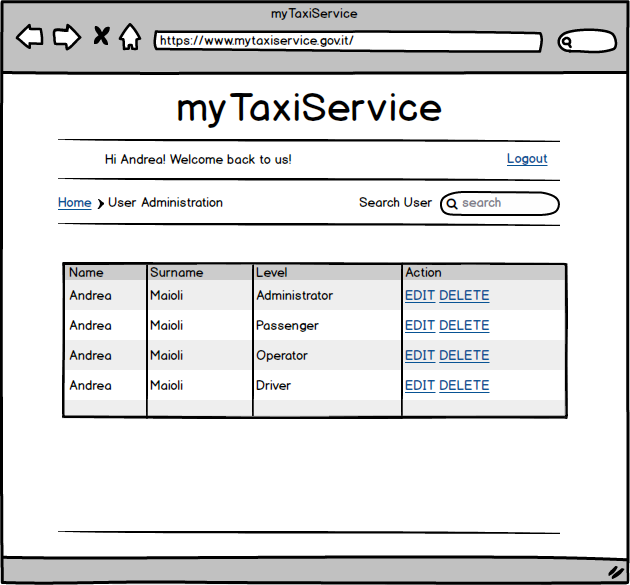 myTaxiService
https://www.mytaxiservice.gov.it/
myTaxiService
Hi Andrea! Welcome back to us! Logout
Home User Administration Search User search
Name Surname Level Action
Andrea Maioli Administrator EDIT DELETE
Andrea Maioli Passenger EDIT DELETE
Andrea Maioli Operator EDIT DELETE
Andrea Maioli Driver EDIT DELETE